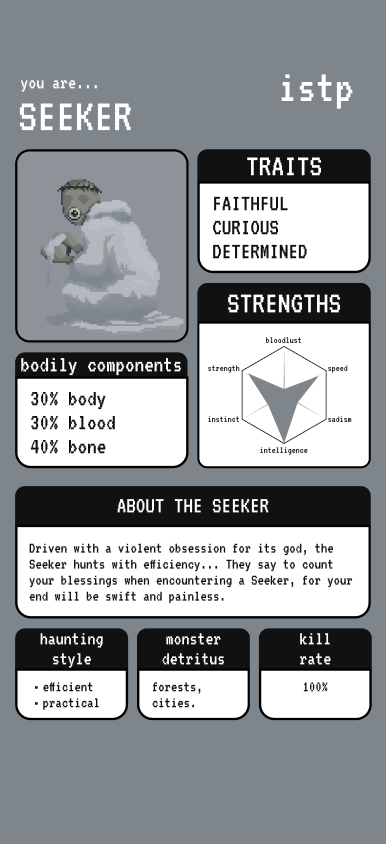 you are...
SEEKER
istp
TRAITS
FAITHFUL
CURIOUS
DETERMINED
STRENGTHS
bloodlust
strength
speed
instinct
sadism
intelligence
bodily components
30% body
30% blood
40% bone
ABOUT THE SEEKER
Driven with a violent obsession for its god, the
Seeker hunts with efficiency... They say to count
your blessings when encountering a Seeker, for your
end will be swift and painless.
haunting
style
• efficient
• practical
monster
detritus
forests,
cities.
kill
rate
100%